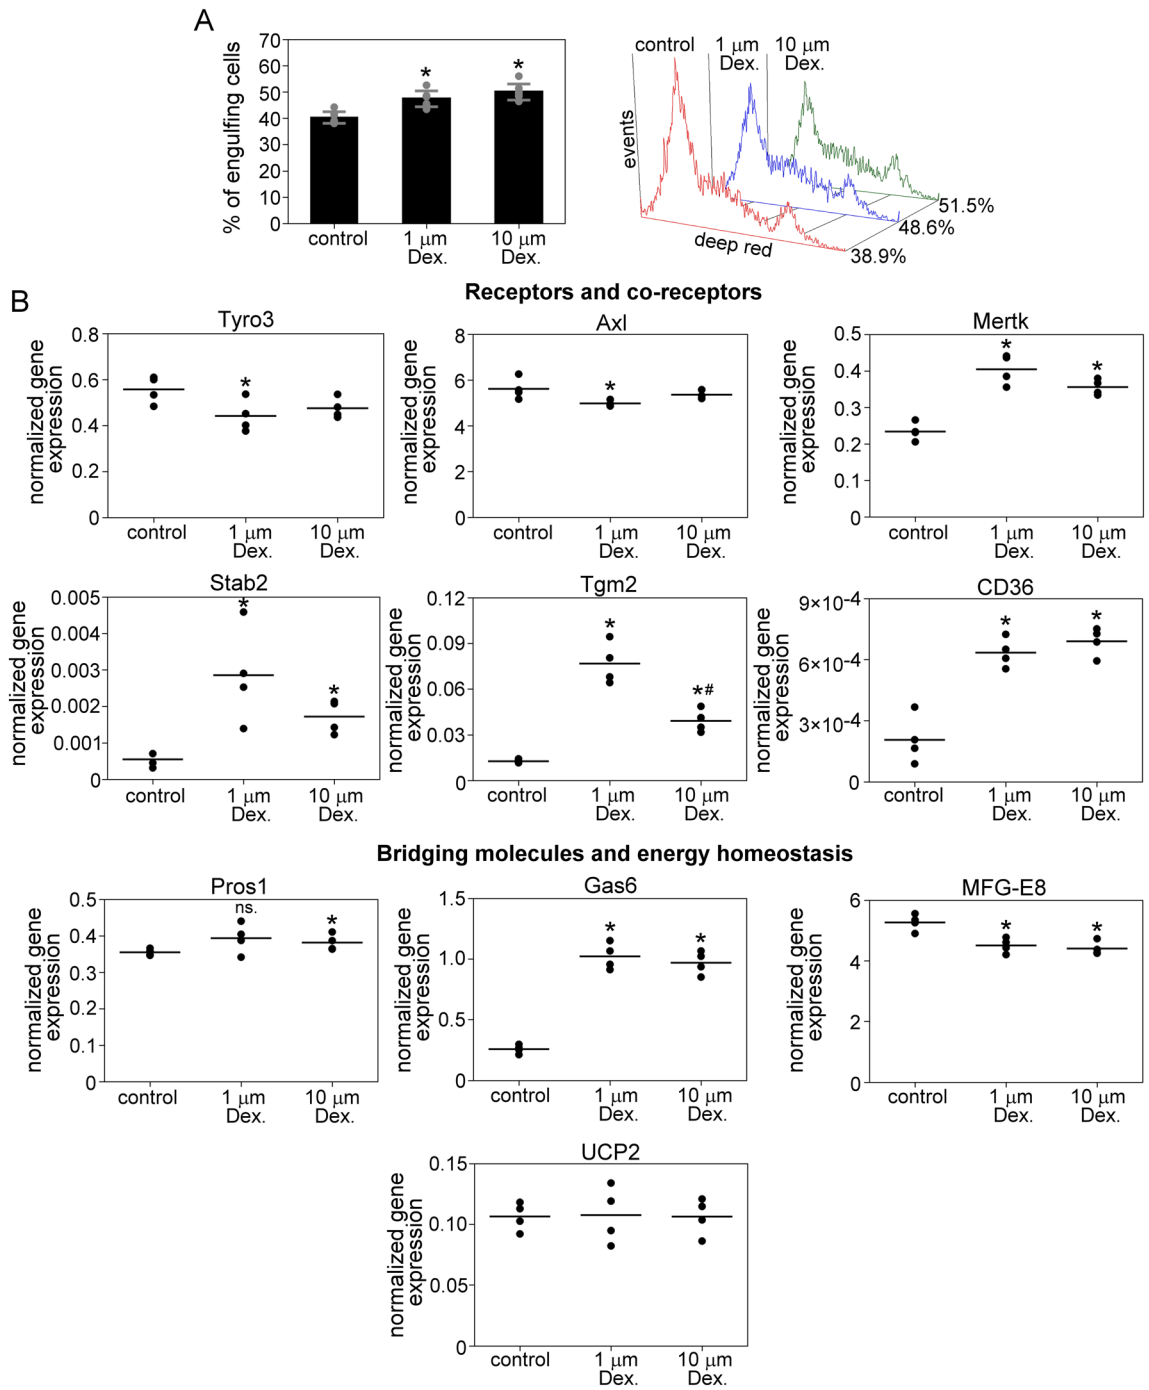 A
% of engulfing cells
70
60
50
40
30
20
10
0
*
*
control
1 μm
Dex.
10 μm
Dex.
control
1 μm
Dex.
10 μm
Dex.
events
deep red
51.5%
48.6%
38.9%
B
Receptors and co-receptors
Tyro3
normalized gene
expression
0.8
0.6
0.4
0.2
0
*
control
1 μm
Dex.
10 μm
Dex.
Axl
normalized gene
expression
8
6
4
2
0
*
control
1 μm
Dex.
10 μm
Dex.
Mertk
normalized gene
expression
0.5
0.4
0.3
0.2
0.1
0
*
*
control
1 μm
Dex.
10 μm
Dex.
Stab2
normalized gene
expression
0.005
0.004
0.003
0.002
0.001
0
*
*
control
1 μm
Dex.
10 μm
Dex.
Tgm2
normalized gene
expression
0.12
0.09
0.06
0.03
0
*
*#
control
1 μm
Dex.
10 μm
Dex.
CD36
normalized gene
expression
9×10-4
6×10-4
3×10-4
0
*
*
control
1 μm
Dex.
10 μm
Dex.
Bridging molecules and energy homeostasis
Pros1
normalized gene
expression
0.5
0.4
0.3
0.2
0.1
0
ns.
*
control
1 μm
Dex.
10 μm
Dex.
Gas6
normalized gene
expression
1.5
1.0
0.5
0
*
*
control
1 μm
Dex.
10 μm
Dex.
MFG-E8
normalized gene
expression
6
4
2
0
*
*
control
1 μm
Dex.
10 μm
Dex.
UCP2
normalized gene
expression
0.15
0.10
0.05
0
control
1 μm
Dex.
10 μm
Dex.